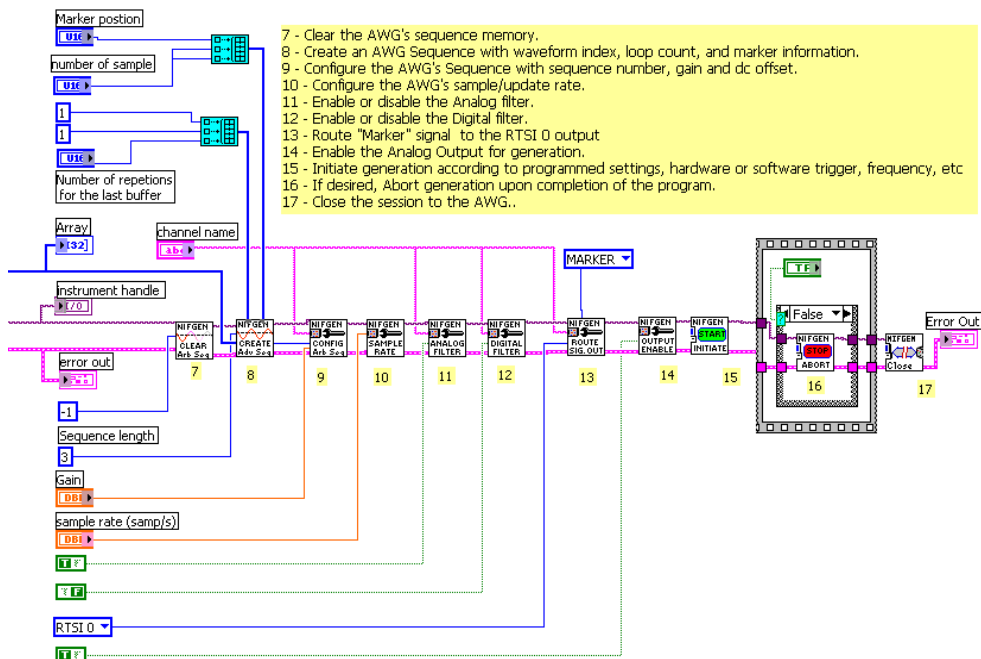 Marker postion
U16
number of sample
U16
1
1
U16
Number of repetions
for the last buffer
7 - Clear the AWG's sequence memory.
8 - Create an AWG Sequence with waveform index, loop count, and marker information.
9 - Configure the AWG's Sequence with sequence number, gain and dc offset.
10 - Configure the AWG's sample/update rate.
11 - Enable or disable the Analog filter.
12 - Enable or disable the Digital filter.
13 - Route "Marker" signal  to the RTSI 0 output
14 - Enable the Analog Output for generation.
15 - Initiate generation according to programmed settings, hardware or software trigger, frequency, etc
16 - If desired, Abort generation upon completion of the program.
17 - Close the session to the AWG..
Array
[32]
channel name
abc
MARKER
TF
instrument handle
I/O
False
Error Out
error out
NIFGEN
CLEAR
Arb Seq
7
NIFGEN
CREATE
Adv Seq
8
NIFGEN
CONFIG
Arb Seq
9
NIFGEN
SAMPLE
RATE
10
NIFGEN
ANALOG
FILTER
11
NIFGEN
DIGITAL
FILTER
12
NIFGEN
ROUTE
SIG.OUT
13
NIFGEN
OUTPUT
ENABLE
14
NIFGEN
START
INITIATE
15
NIFGEN
STOP
ABORT
16
NIFGEN
Close
17
-1
Sequence length
3
Gain
DBL
sample rate (samp/s)
DBL
T
F
RTSI 0
T